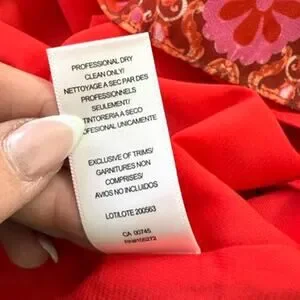 PROFESSIONAL DRY
CLEAN ONLY/
NETTOYAGE A SEC PAR DES
PROFESSIONNELS
SEULEMENT/
TINTORERIA A SECO
OFESIONAL UNICAMENTE
EXCLUSIVE OF TRIMS/
GARNITURES NON
COMPRISES/
AVIOS NO INCLUIDOS
LOT/LOTE 200563
CA 00745